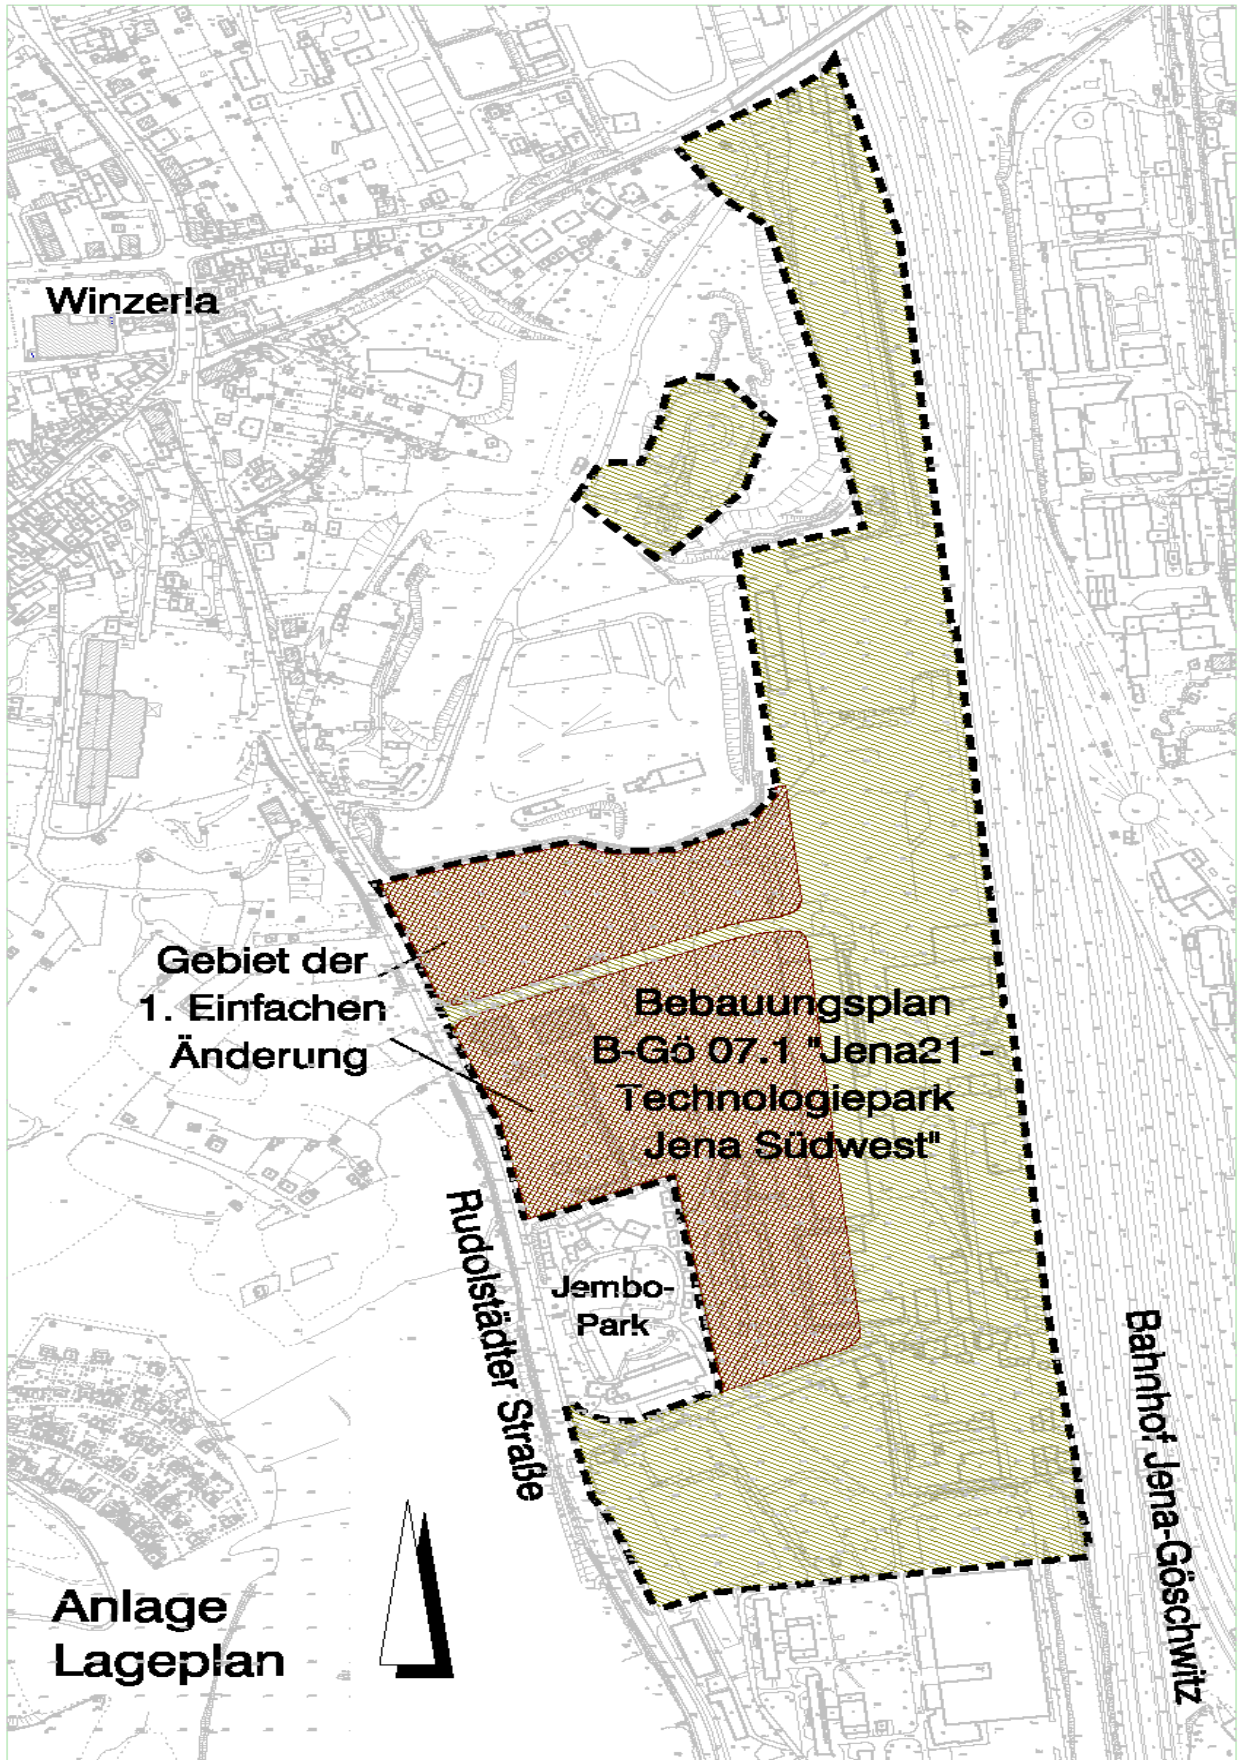 Winzerla
Gebiet der
1. Einfachen
Änderung
Bebauungsplan
B-Gö 07.1 "Jena21 -
Technologiepark
Jena Südwest"
Rudolstädter Straße
Jembo-
Park
Bahnhof Jena-Göschwitz
Anlage
Lageplan